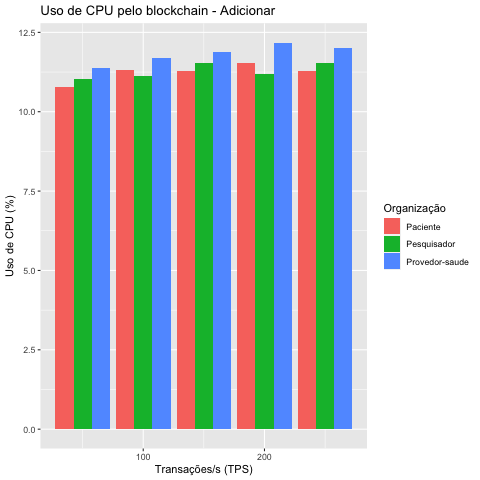 Uso de CPU pelo blockchain - Adicionar
12.5
10.0
7.5
5.0
2.5
0.0
Uso de CPU (%)
100
200
Transações/s (TPS)
Organização
Paciente
Pesquisador
Provedor-saude